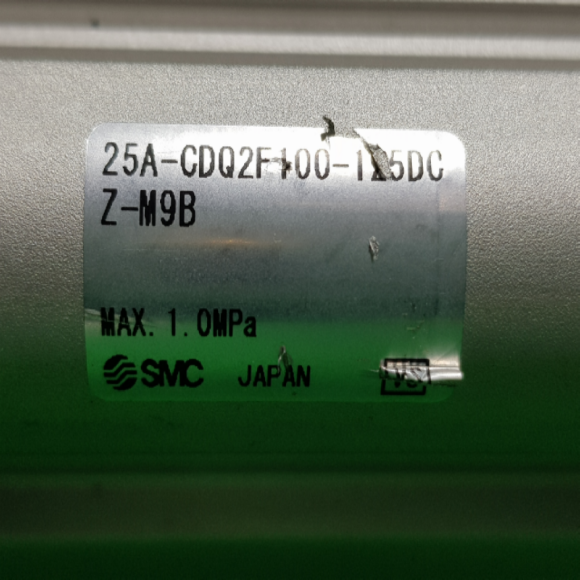 25A-CDQ2F100-125DC
Z-M9B
MAX. 1.0MPa
SMC JAPAN